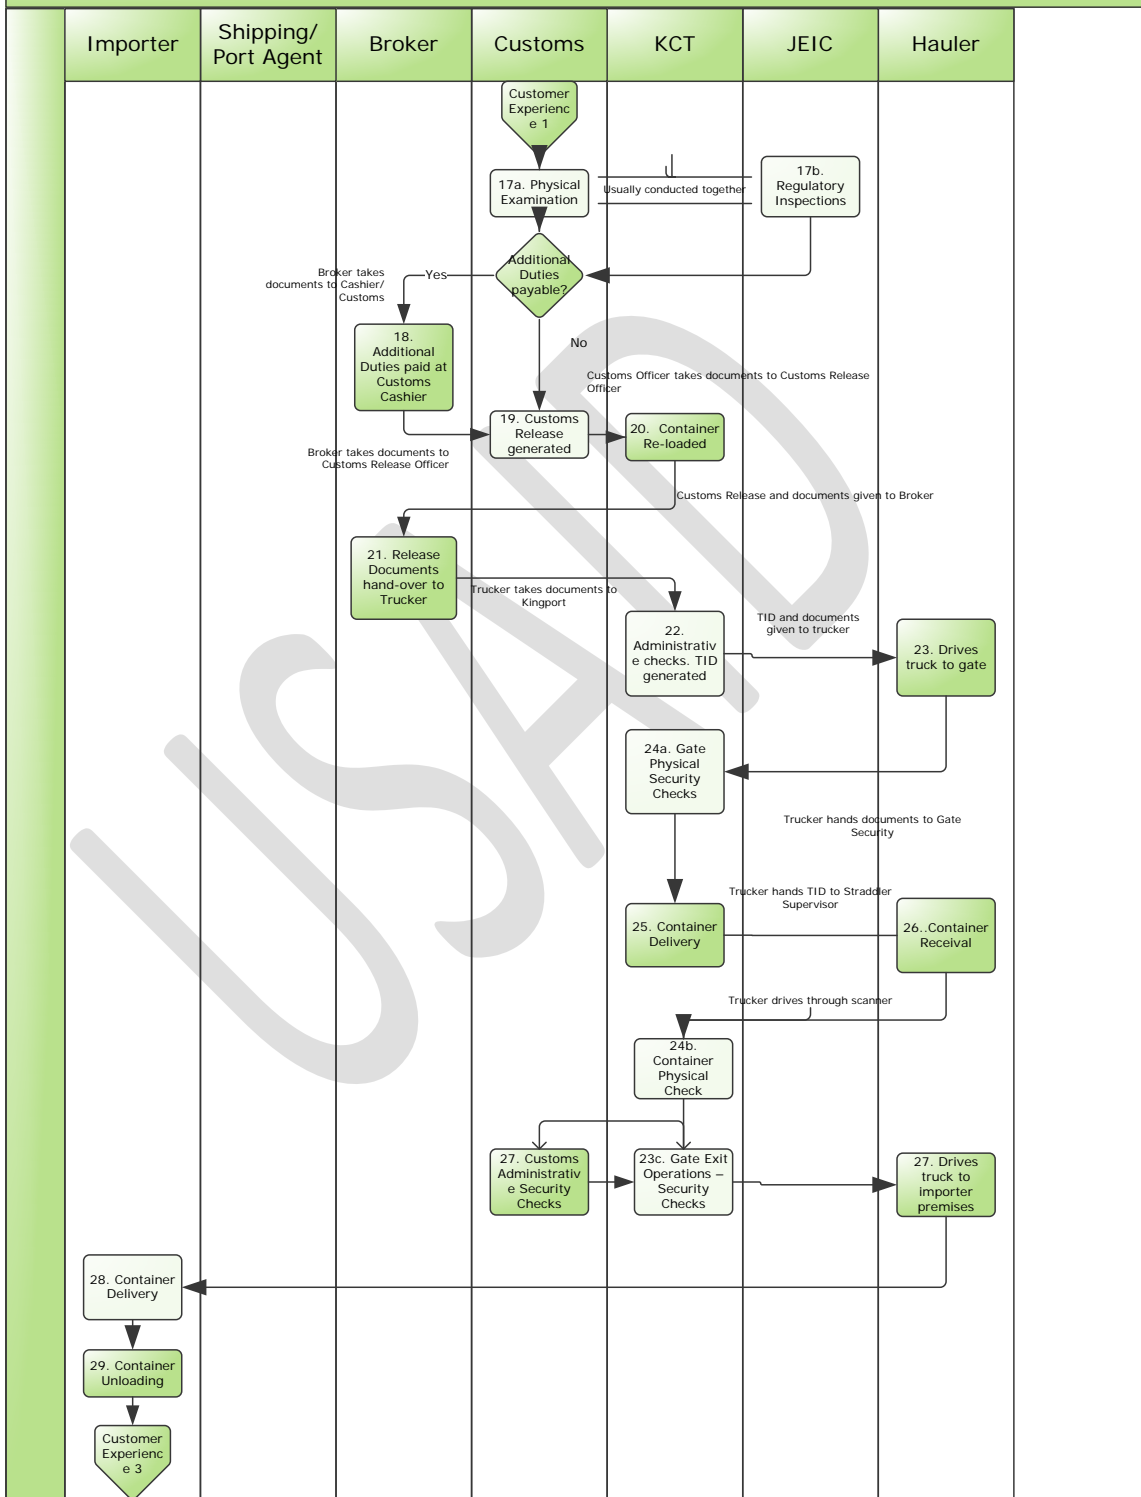 Importer
Shipping/
Port Agent
Broker
Customs
KCT
JEIC
Hauler
Customer
Experienc
e 1
17a. Physical
Examination
Usually conducted together
17b.
Regulatory
Inspections
Additional
Duties
payable?
Yes
Broker takes
documents to Cashier/
Customs
18.
Additional
Duties paid at
Customs
Cashier
No
Customs Officer takes documents to Customs Release
Officer
19. Customs
Release
generated
20.  Container
Re-loaded
Broker takes documents to
Customs Release Officer
Customs Release and documents given to Broker
21. Release
Documents
hand-over to
Trucker
Trucker takes documents to
Kingport
22.
Administrativ
e checks. TID
generated
TID and documents
given to trucker
23. Drives
truck to gate
24a. Gate
Physical
Security
Checks
Trucker hands documents to Gate
Security
Trucker hands TID to Straddler
Supervisor
25. Container
Delivery
26..Container
Receival
Trucker drives through scanner
24b.
Container
Physical
Check
27. Customs
Administrativ
e Security
Checks
23c. Gate Exit
Operations –
Security
Checks
27. Drives
truck to
importer
premises
28. Container
Delivery
29. Container
Unloading
Customer
Experienc
e 3
USAID